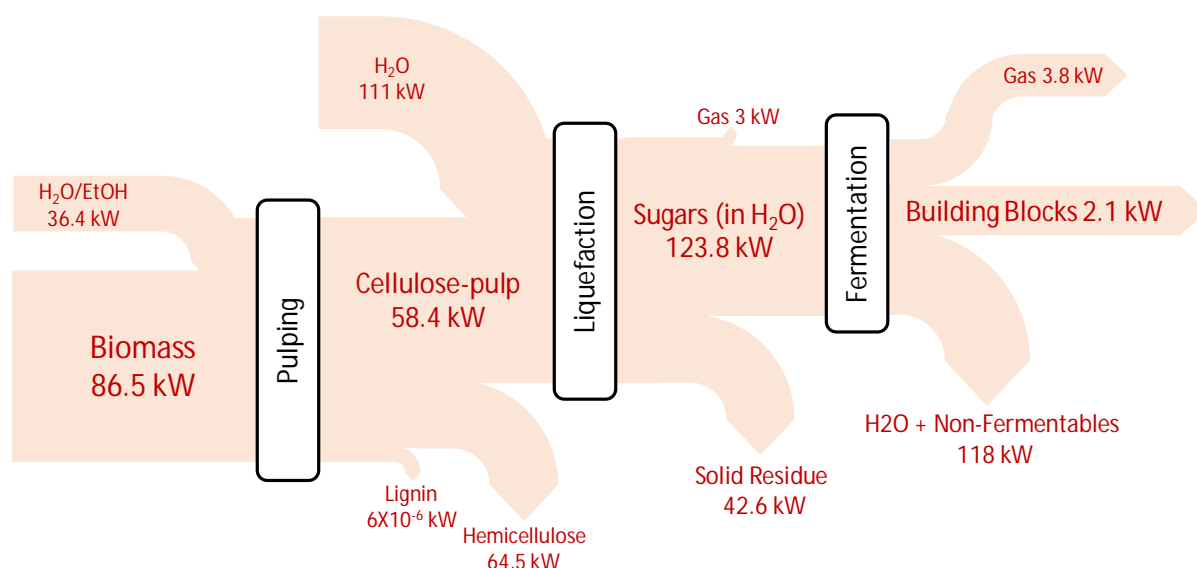 H₂O
111 kW
Gas 3.8 kW
Gas 3 kW
H₂O/EtOH
36.4 kW
Pulping
Liquefaction
Fermentation
Sugars (in H₂O)
123.8 kW
Building Blocks 2.1 kW
Cellulose-pulp
58.4 kW
Biomass
86.5 kW
H2O + Non-Fermentables
118 kW
Solid Residue
42.6 kW
Lignin
6X10⁻⁶ kW
Hemicellulose
64.5 kW